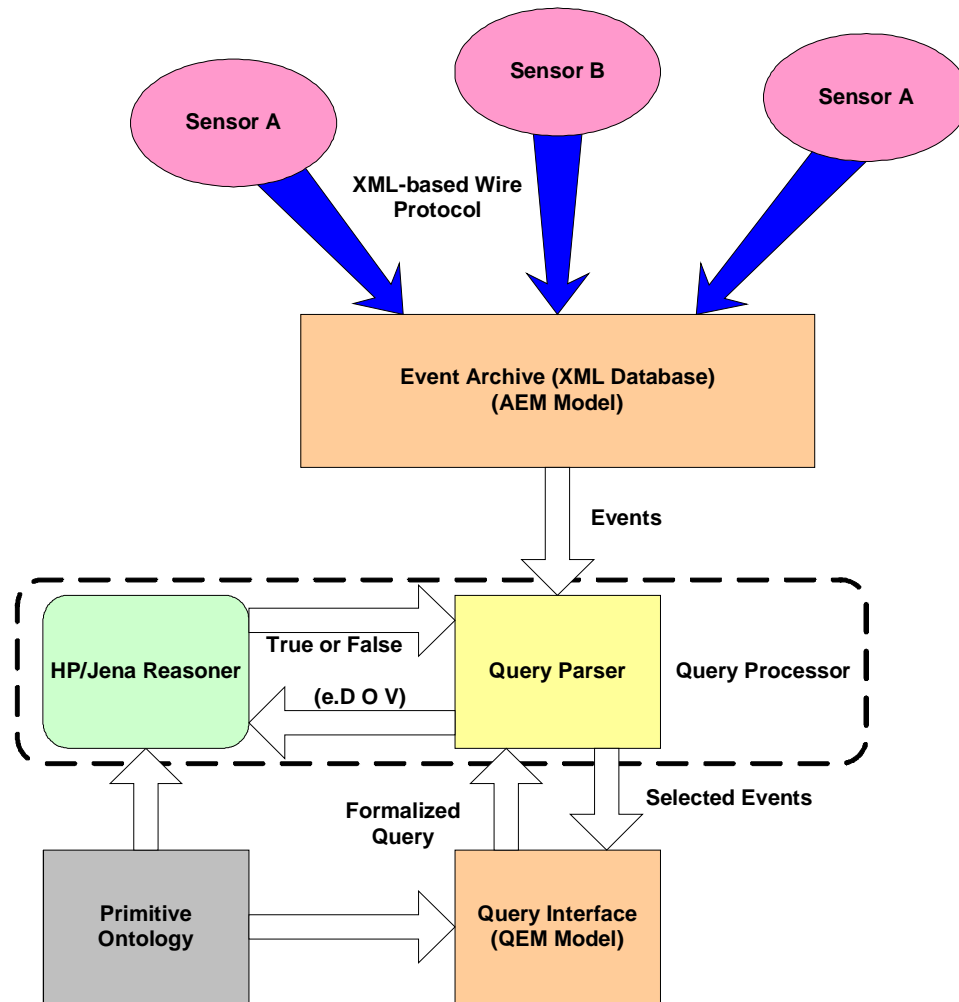 Sensor A
Sensor B
Sensor A
XML-based Wire
Protocol
Event Archive (XML Database)
(AEM Model)
Events
HP/Jena Reasoner
True or False
(e.D O V)
Query Parser
Query Processor
Formalized
Query
Selected Events
Primitive
Ontology
Query Interface
(QEM Model)